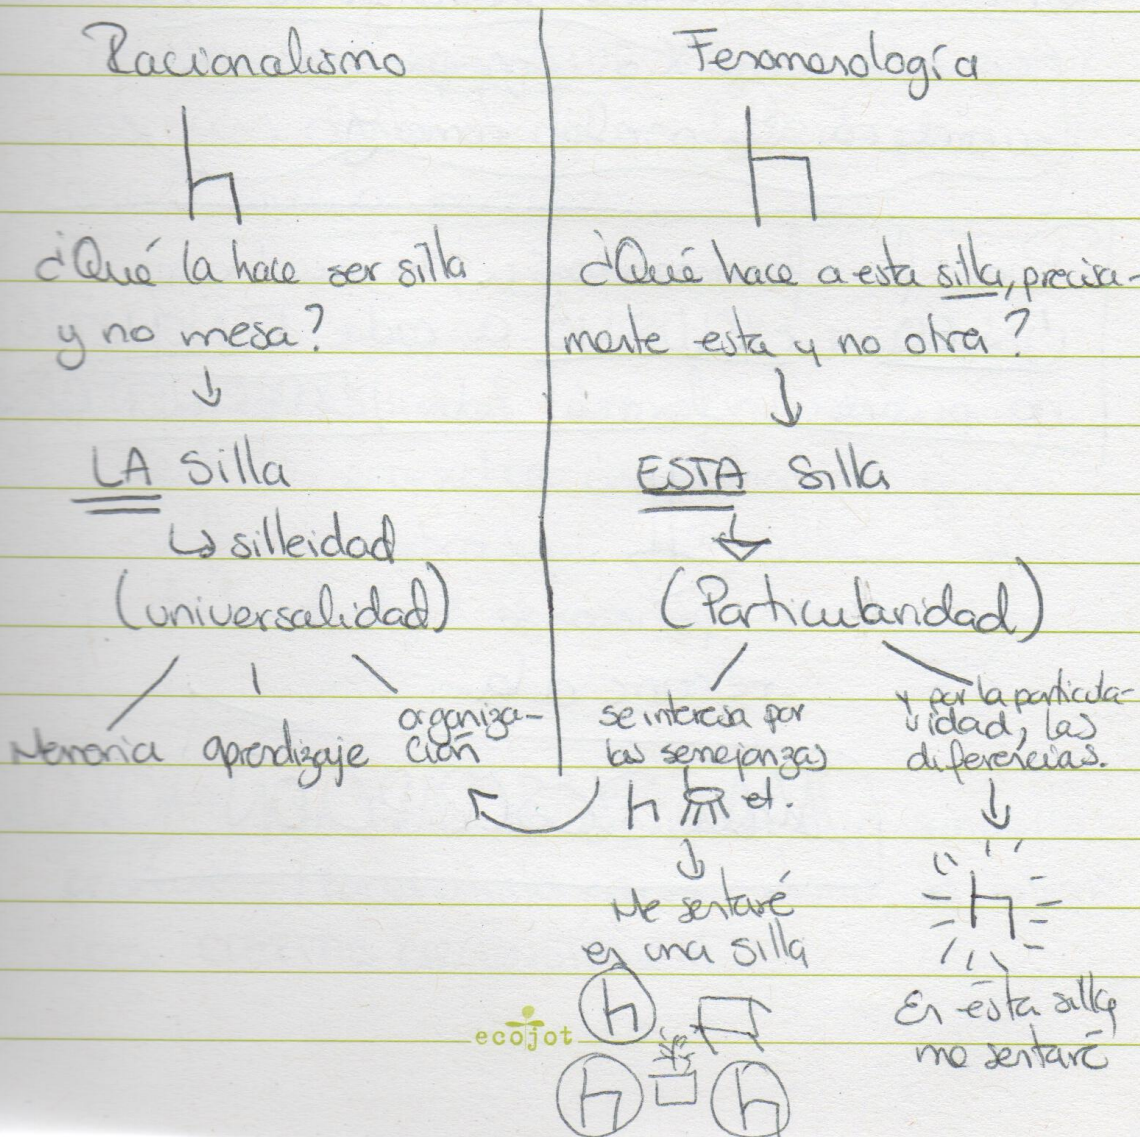 Racionalismo
¿Qué la hace ser silla
y no mesa?
LA silla
silleidad
(universalidad)
Memoria aprendizaje organiza-
ción
Fenomenología
¿Qué hace a esta silla, precisa-
mente esta y no otra?
ESTA silla
(Particularidad)
se interesa por
las semejanzas
et.
Me sentaré
en una silla
y por la particula-
ridad, las
diferencias.
En ésta silla,
me sentaré
ecojot